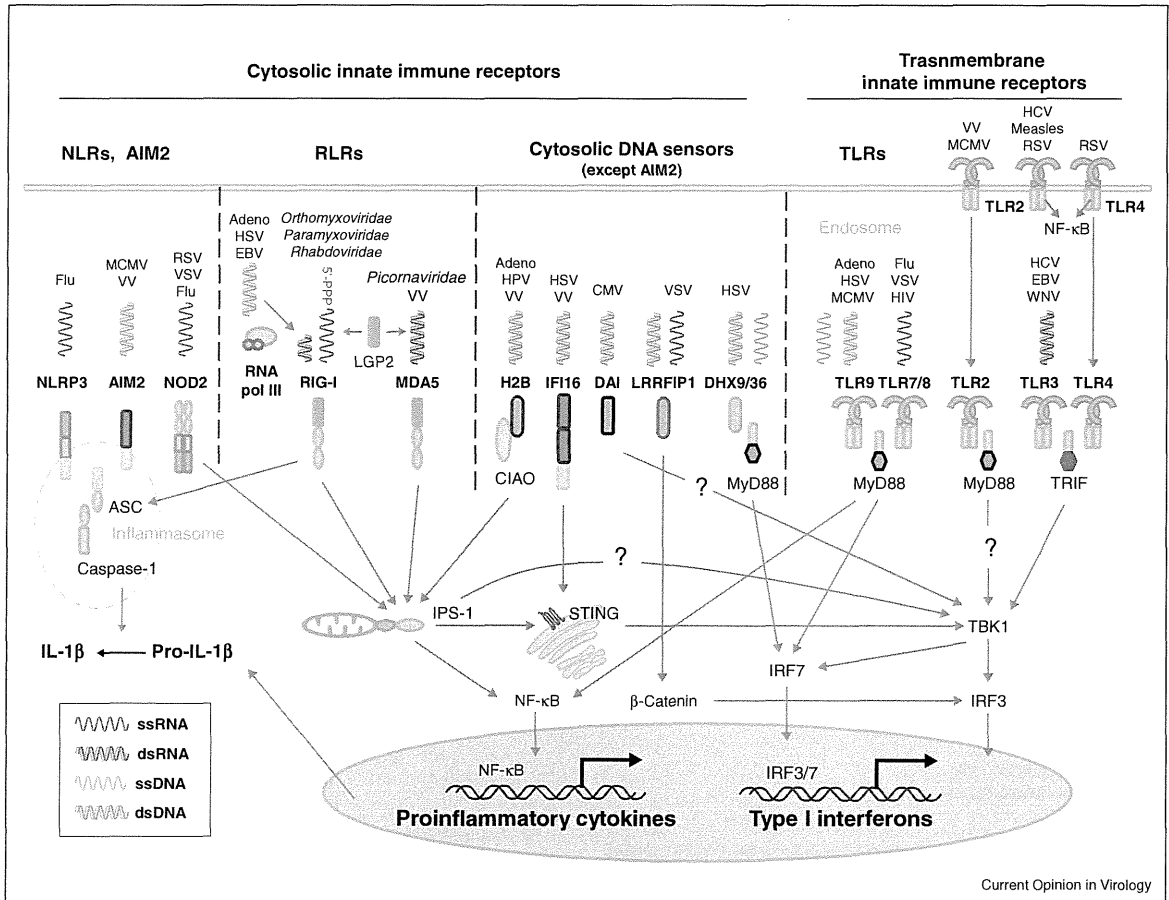 Cytosolic innate immune receptors
Trasnmembrane
innate immune receptors
NLRs, AIM2
RLRs
Cytosolic DNA sensors
(except AIM2)
TLRs
VV
MCMV
HCV
Measles
RSV
RSV
TLR2
TLR4
NF-κB
Endosome
Flu
MCMV
VV
RSV
VSV
Flu
Adeno
HSV
EBV
Orthomyxoviridae
Paramyxoviridae
Rhabdoviridae
5'-PPP
Picornaviridae
VV
LGP2
Adeno
HPV
VV
HSV
VV
CMV
VSV
HSV
Adeno
HSV
MCMV
Flu
VSV
HIV
HCV
EBV
WNV
NLRP3
AIM2
NOD2
RNA
pol III
RIG-I
MDA5
H2B
IFI16
DAI
LRRFIP1
DHX9/36
TLR9
TLR7/8
TLR2
TLR3
TLR4
CIAO
MyD88
MyD88
MyD88
TRIF
ASC
Inflammasome
Caspase-1
?
?
?
IPS-1
STING
TBK1
IL-1β
Pro-IL-1β
IRF7
NF-κB
β-Catenin
IRF3
ssRNA
dsRNA
ssDNA
dsDNA
NF-κB
IRF3/7
Proinflammatory cytokines
Type I interferons
Current Opinion in Virology